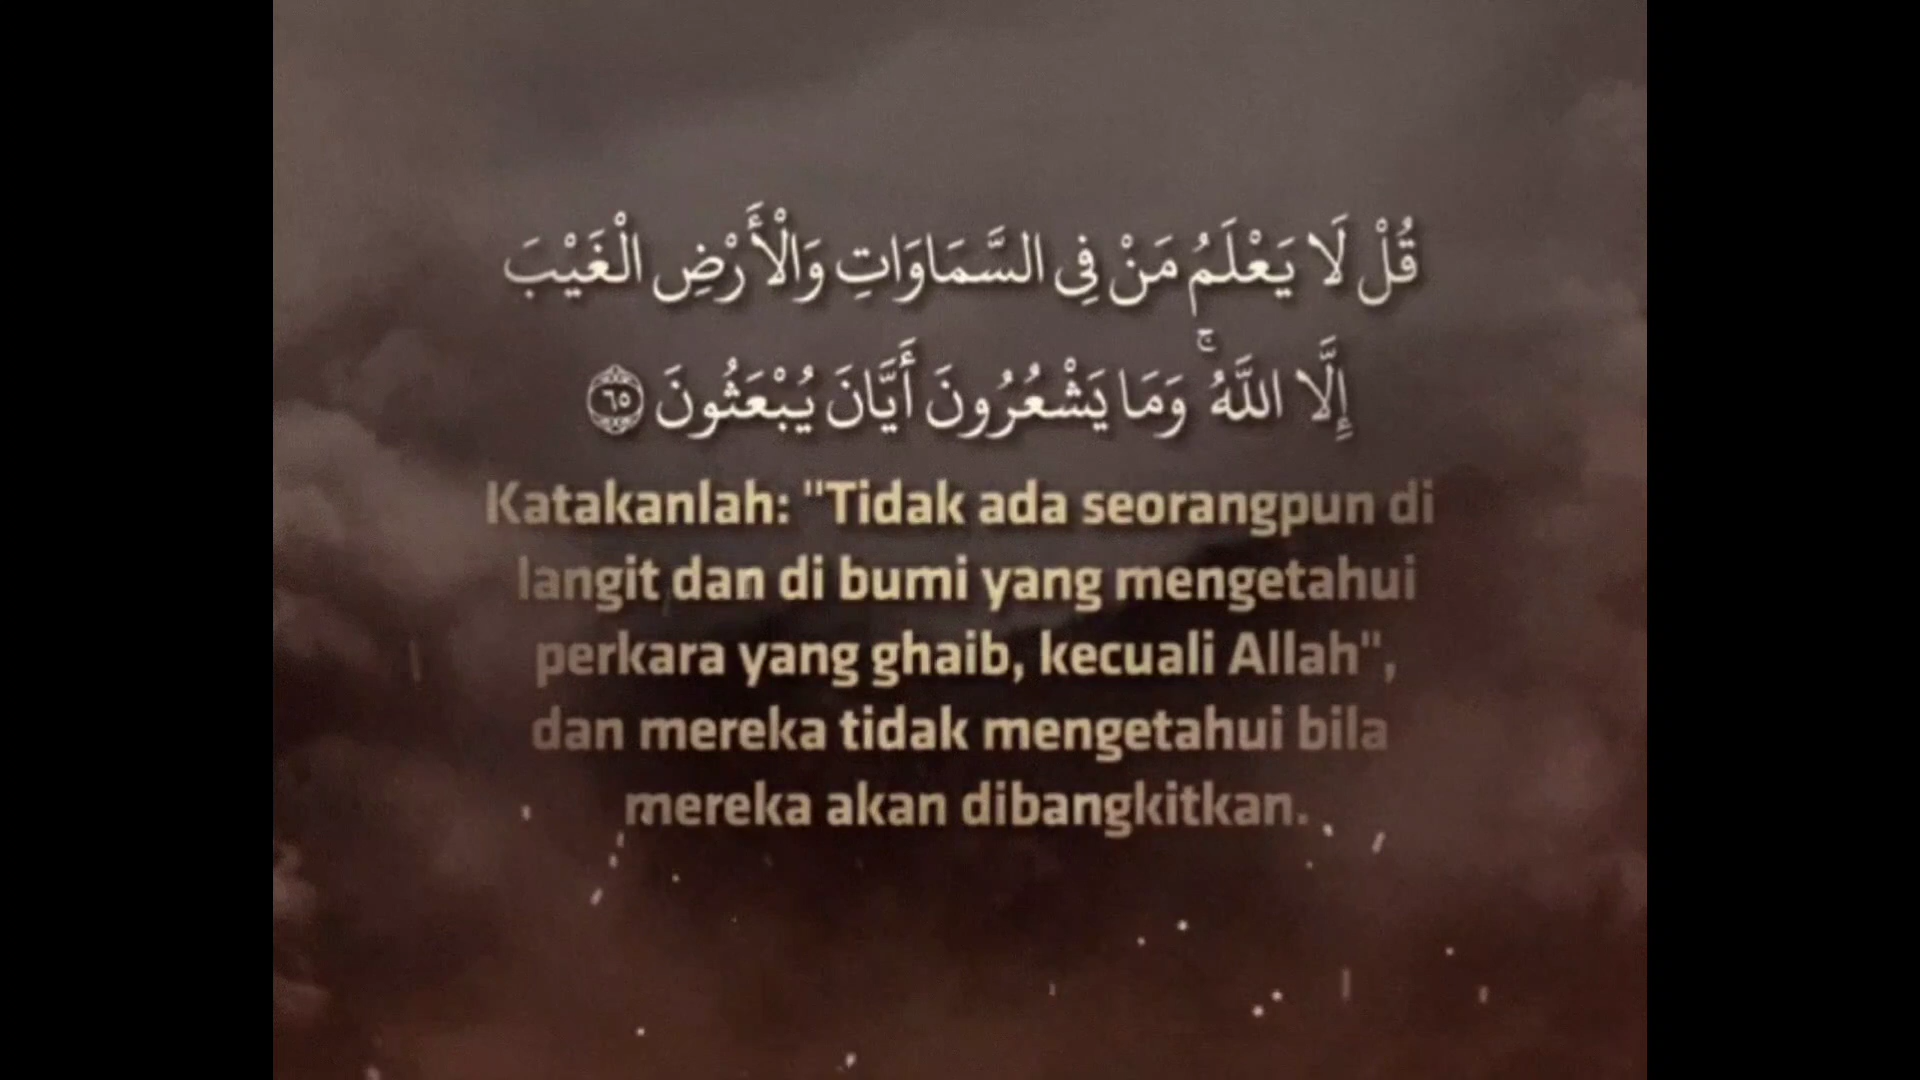 قُلْ لَا يَعْلَمُ مَنْ فِى السَّمَاوَاتِ وَالْأَرْضِ الْغَيْبَ
إِلَّا اللَّهُ ۚ وَمَا يَشْعُرُونَ أَيَّانَ يُبْعَثُونَ ٦٥
Katakanlah: "Tidak ada seorangpun di
langit dan di bumi yang mengetahui
perkara yang ghaib, kecuali Allah",
dan mereka tidak mengetahui bila
mereka akan dibangkitkan.